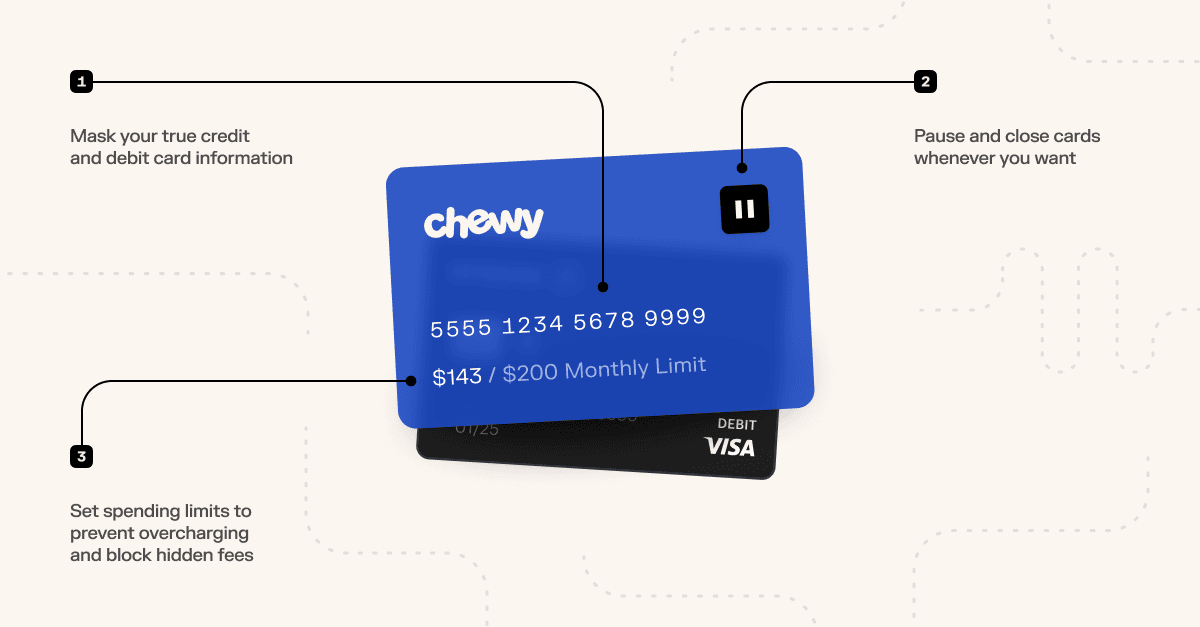 1
Mask your true credit
and debit card information
2
Pause and close cards
whenever you want
chewy
5555 1234 5678 9999
$143 / $200 Monthly Limit
01/25
DEBIT
VISA
3
Set spending limits to
prevent overcharging
and block hidden fees